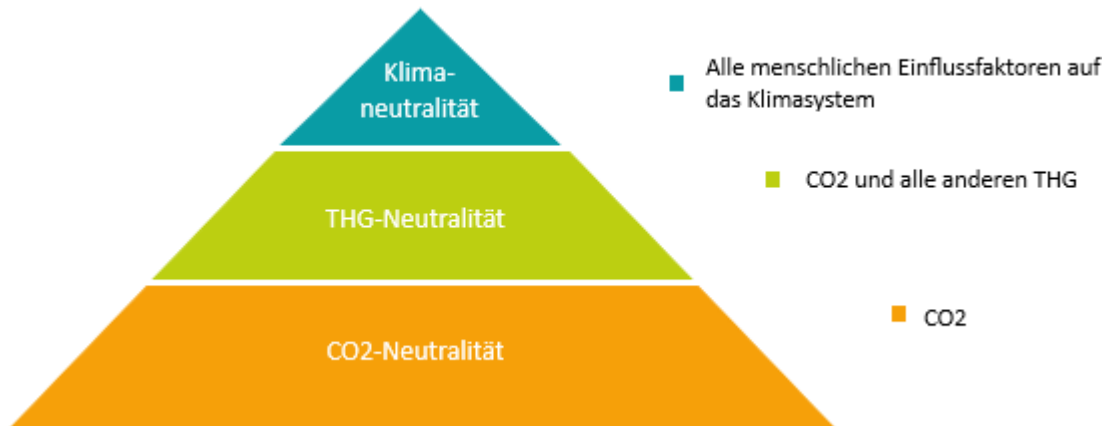 Klima-
neutralität
Alle menschlichen Einflussfaktoren auf
das Klimasystem
THG-Neutralität
CO2 und alle anderen THG
CO2-Neutralität
CO2